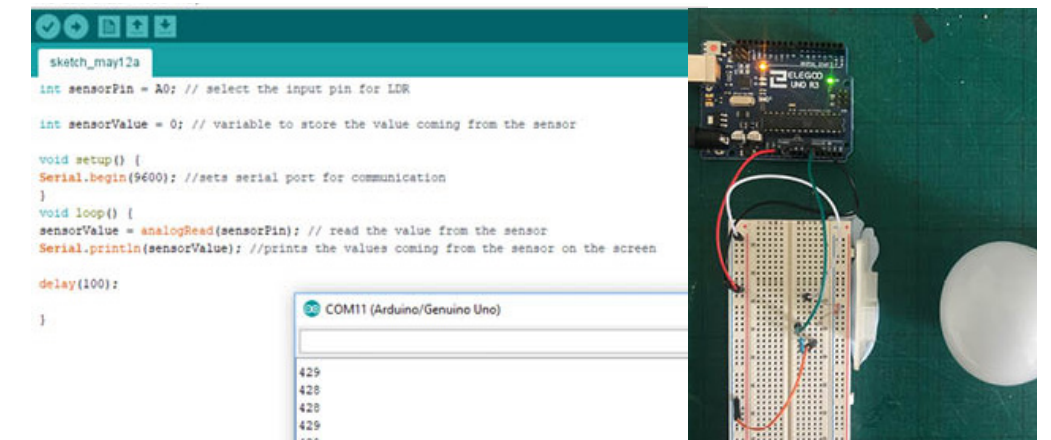 sketch_may12a
int sensorPin = A0; // select the input pin for LDR
int sensorValue = 0; // variable to store the value coming from the sensor
void setup() {
Serial.begin(9600); //sets serial port for communication
}
void loop() {
sensorValue = analogRead(sensorPin); // read the value from the sensor
Serial.println(sensorValue); //prints the values coming from the sensor on the screen
delay(100);
}
COM11 (Arduino/Genuino Uno)
429
428
428
429
ELEGOO
UNO R3